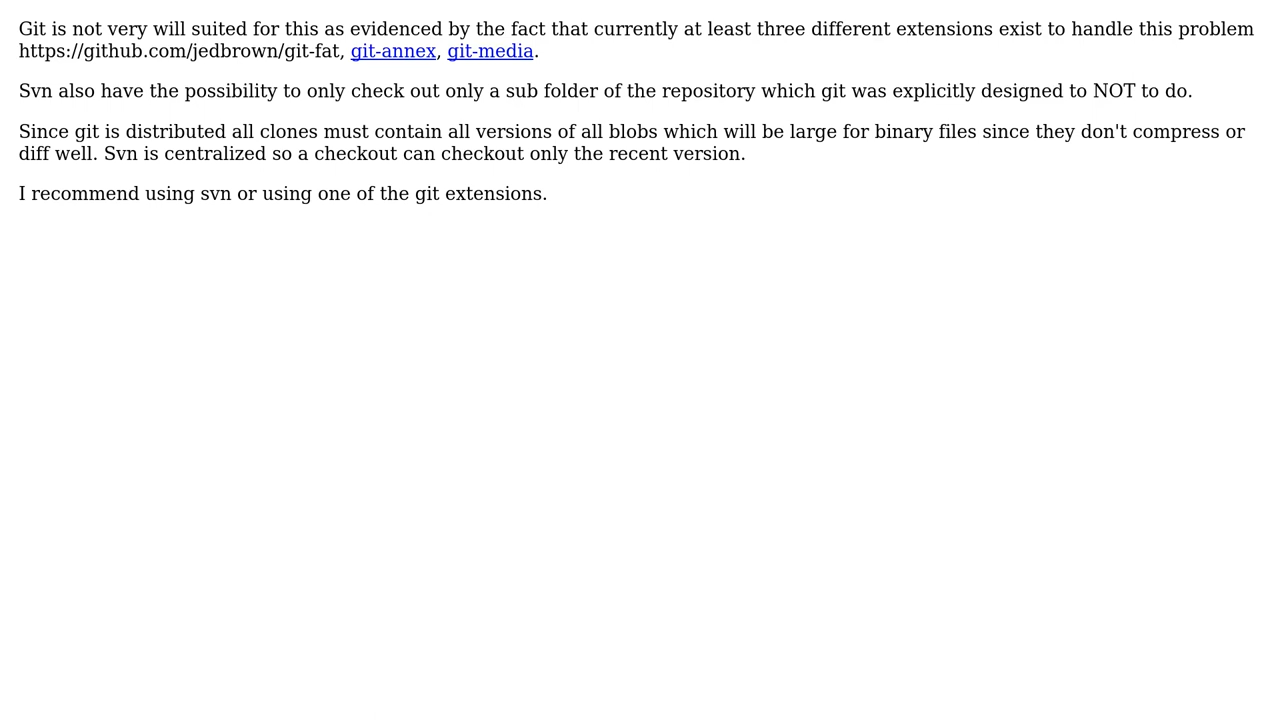 Git is not very will suited for this as evidenced by the fact that currently at least three different extensions exist to handle this problem
https://github.com/jedbrown/git-fat, git-annex, git-media.
Svn also have the possibility to only check out only a sub folder of the repository which git was explicitly designed to NOT to do.
Since git is distributed all clones must contain all versions of all blobs which will be large for binary files since they don't compress or
diff well. Svn is centralized so a checkout can checkout only the recent version.
I recommend using svn or using one of the git extensions.